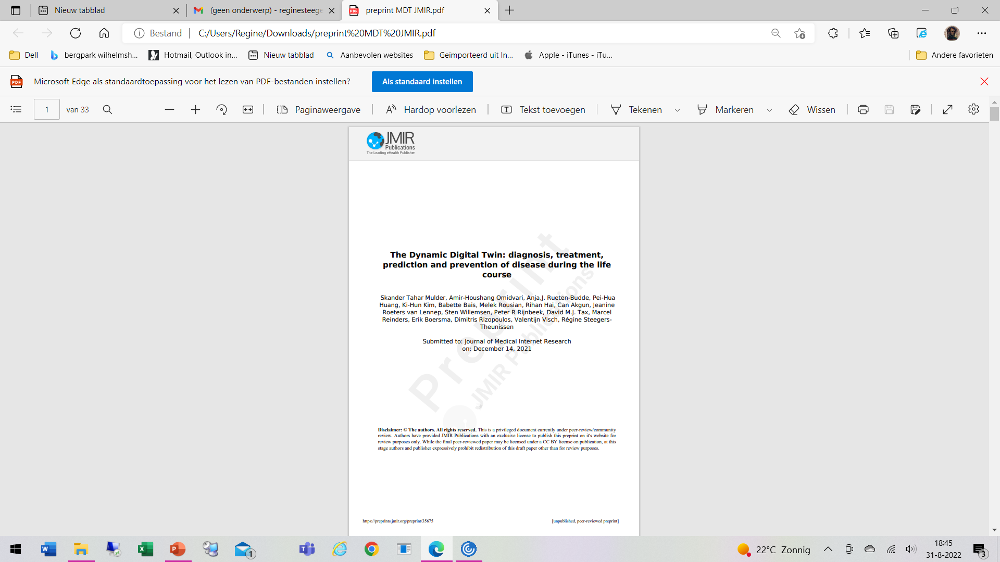 Nieuw tabblad
(geen onderwerp) - reginesteege
preprint MDT JMIR.pdf
Bestand
C:/Users/Regine/Downloads/preprint%20MDT%20JMIR.pdf
Dell
bergpark wilhelmsh...
Hotmail, Outlook in...
Nieuw tabblad
Aanbevolen websites
Geïmporteerd uit In...
Apple - iTunes - iTu...
Andere favorieten
PDF
Microsoft Edge als standaardtoepassing voor het lezen van PDF-bestanden instellen?
Als standaard instellen
1 van 33
Paginaweergave
Hardop voorlezen
Tekst toevoegen
Tekenen
Markeren
Wissen
JMIR
Publications
The Leading eHealth Publisher
The Dynamic Digital Twin: diagnosis, treatment,
prediction and prevention of disease during the life
course
Skander Tahar Mulder, Amir-Houshang Omidvari, Anja,J. Rueten-Budde, Pei-Hua
Huang, Ki-Hun Kim, Babette Bais, Melek Rousian, Rihan Hai, Can Akgun, Jeanine
Roeters van Lennep, Sten Willemsen, Peter R Rijnbeek, David M.J. Tax, Marcel
Reinders, Erik Boersma, Dimitris Rizopoulos, Valentijn Visch, Régine Steegers-
Theunissen
Submitted to: Journal of Medical Internet Research
on: December 14, 2021
Preprint
JMIR Publications
Disclaimer: © The authors. All rights reserved. This is a privileged document currently under peer-review/community
review. Authors have provided JMIR Publications with an exclusive license to publish this preprint on it's website for
review purposes only. While the final peer-reviewed paper may be licensed under a CC BY license on publication, at this
stage authors and publisher expressively prohibit redistribution of this draft paper other than for review purposes.
https://preprints.jmir.org/preprint/35675
[unpublished, peer-reviewed preprint]
1
22°C Zonnig
18:45
31-8-2022
3